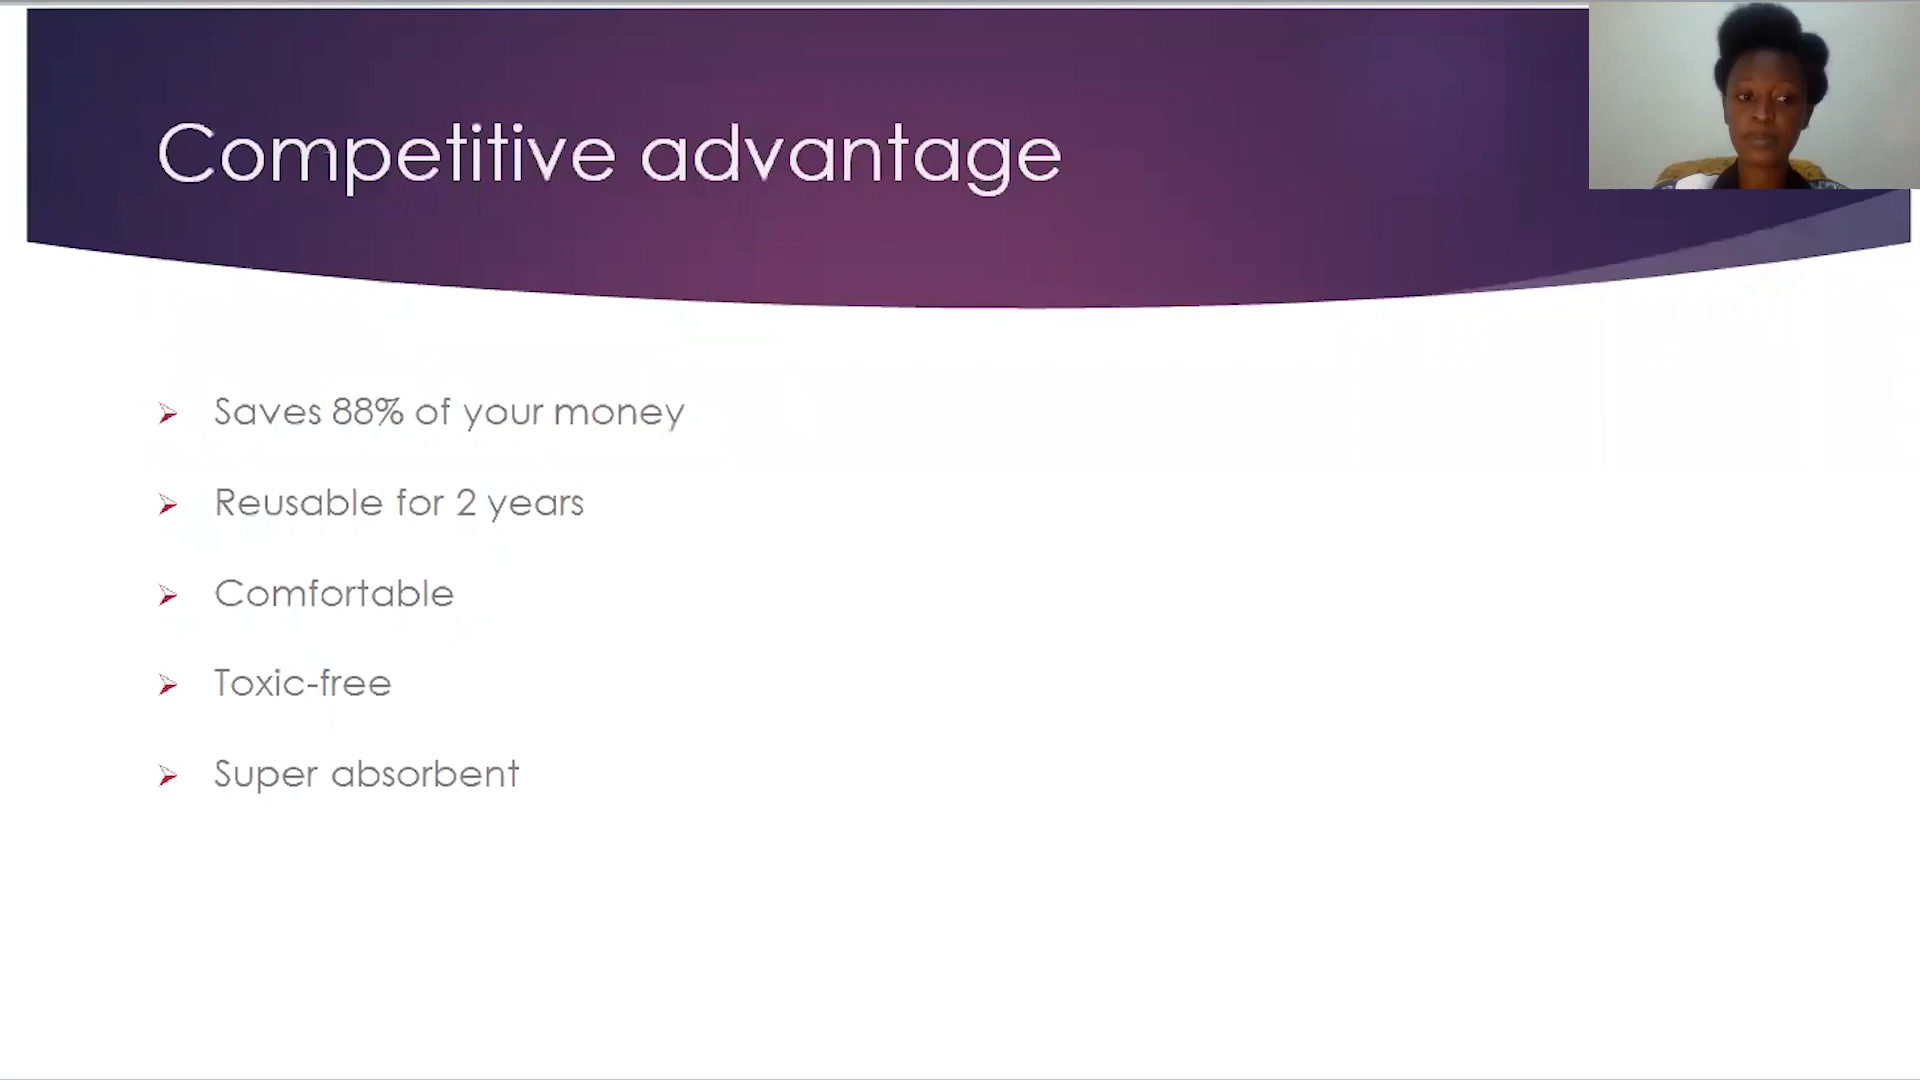 Competitive advantage
Saves 88% of your money
Reusable for 2 years
Comfortable
Toxic-free
Super absorbent